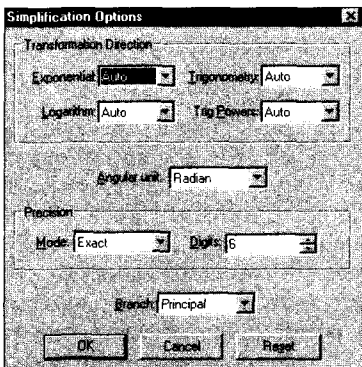 Simplification Options
Transformation Direction
Exponential: Auto Trigonometry: Auto
Logarithm: Auto Trig Powers: Auto
Angular unit: Radian
Precision
Mode: Exact Digits: 6
Branch: Principal
OK Cancel Reset